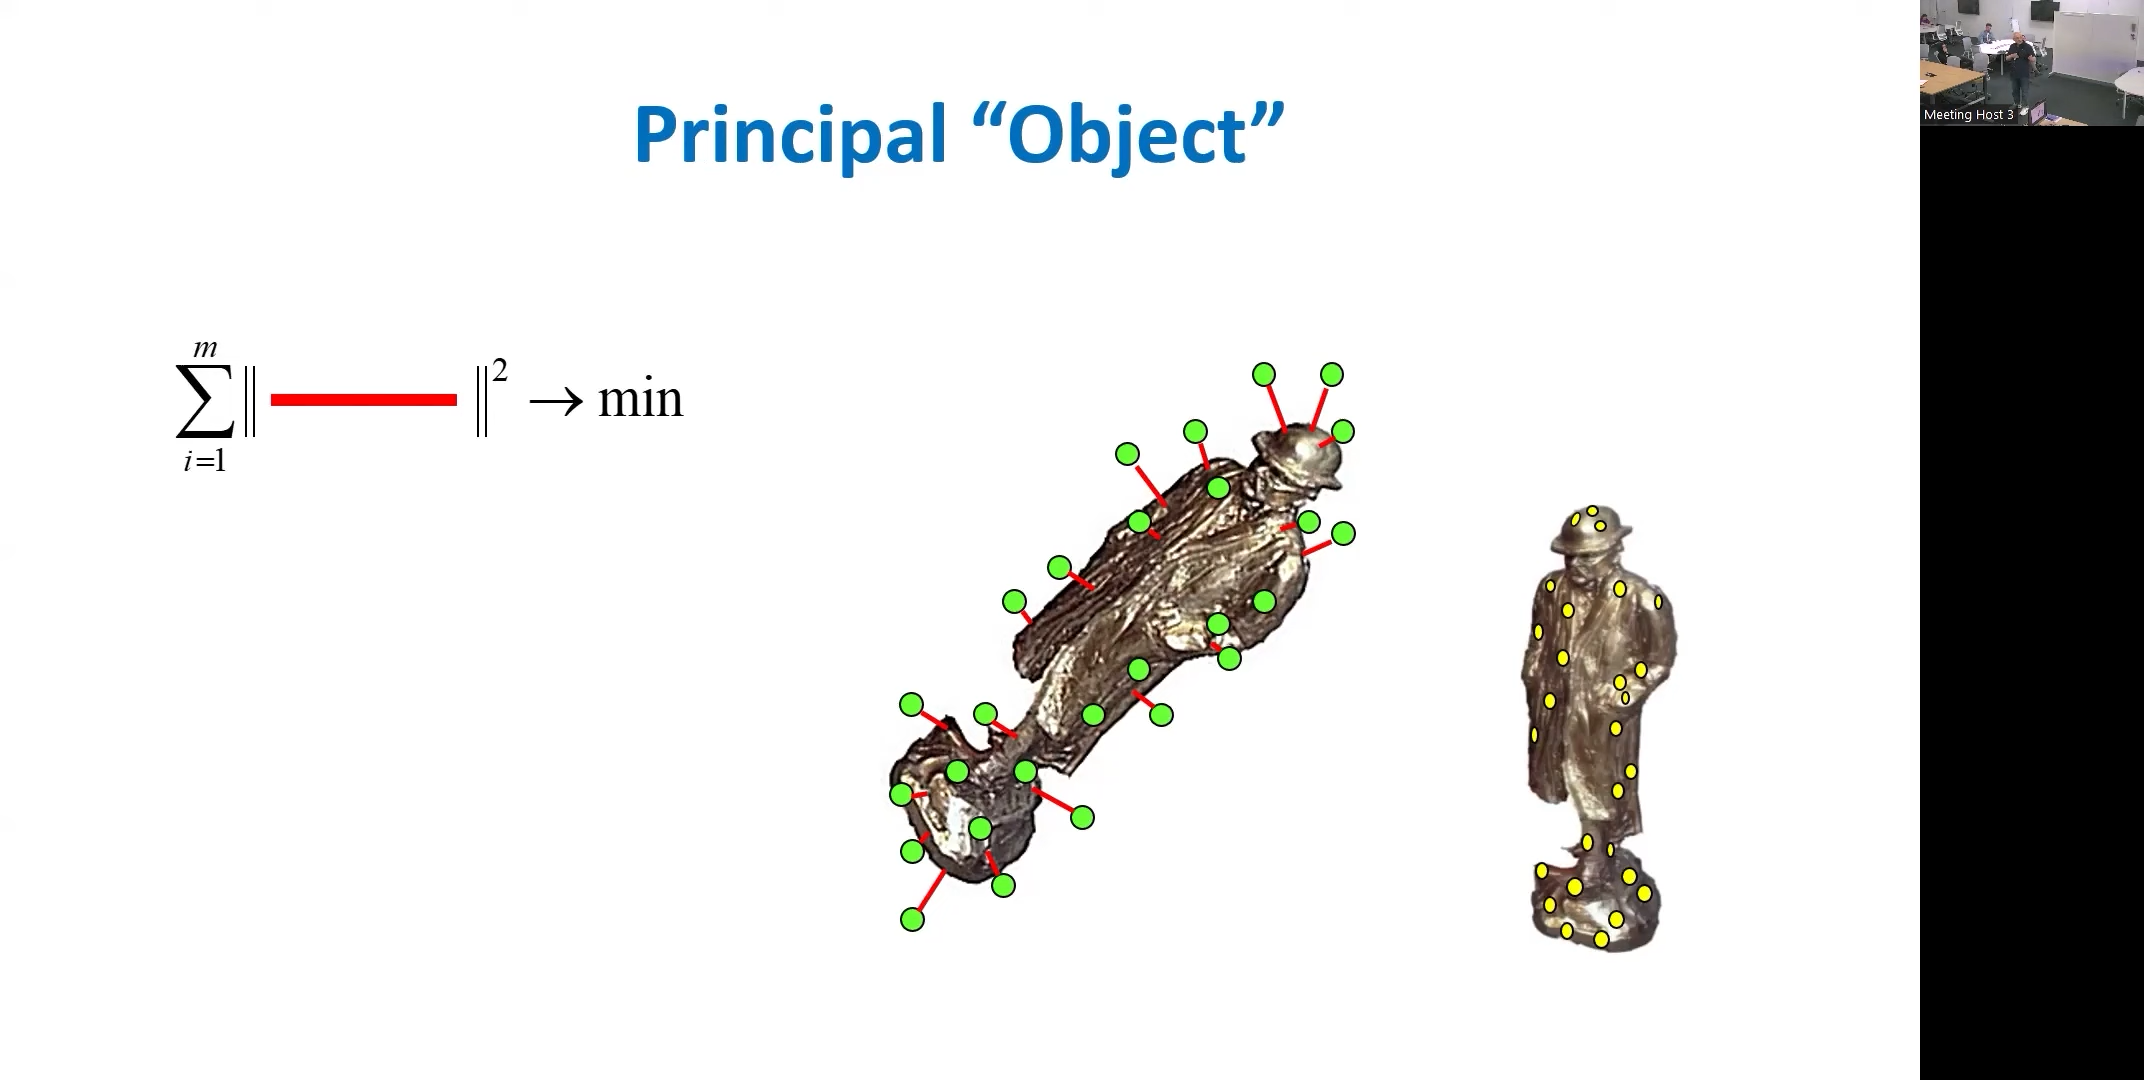 Principal “Object”
m
∑ ‖ ‖² → min
i=1
Meeting Host 3